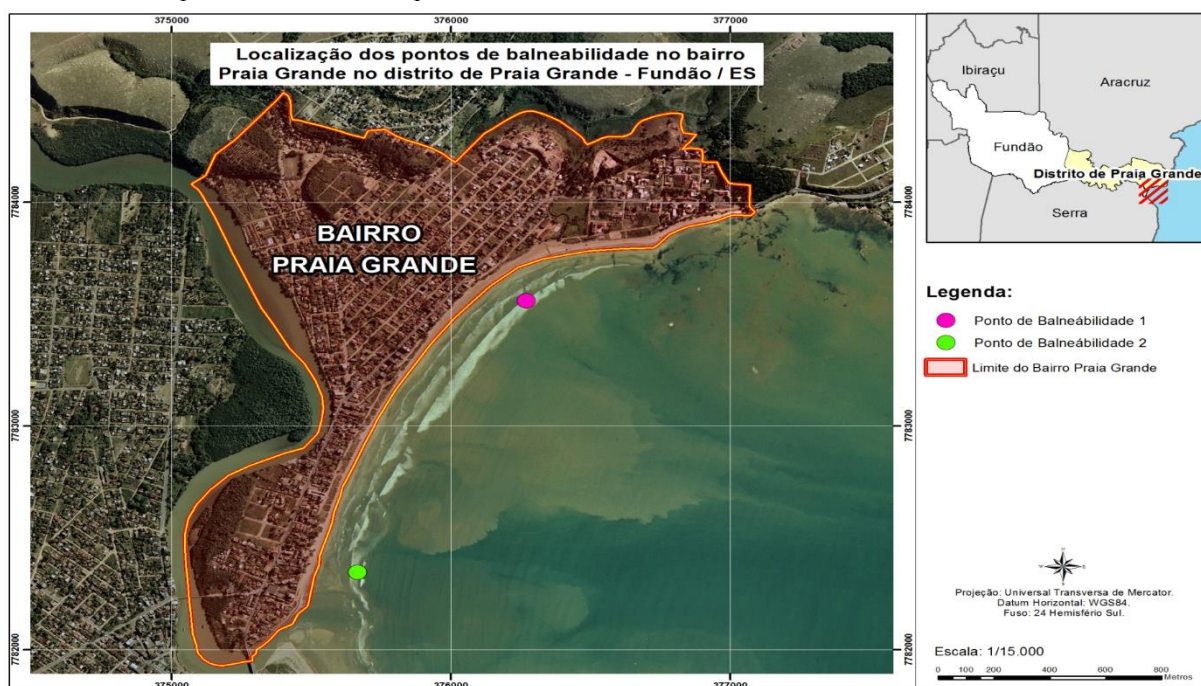 375000
376000
377000
Localização dos pontos de balneabilidade no bairro
Praia Grande no distrito de Praia Grande - Fundão / ES
BAIRRO
PRAIA GRANDE
7784000
7783000
7782000
7784000
7783000
7782000
375000
376000
377000
Ibiraçu
Aracruz
Fundão
Distrito de Praia Grande
Serra
Legenda:
Ponto de Balneábilidade 1
Ponto de Balneábilidade 2
Limite do Bairro Praia Grande
Projeção: Universal Transversa de Mercator.
Datum Horizontal: WGS84.
Fuso: 24 Hemisfério Sul.
Escala: 1/15.000
0 100 200 400 600 800
Metros